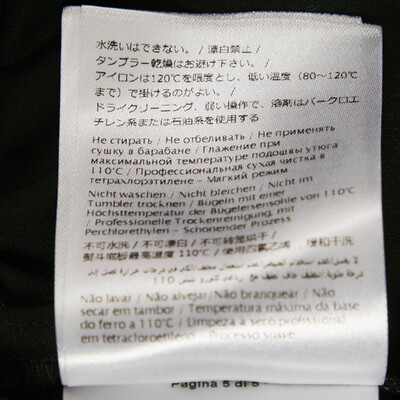 水洗いはできない。/ 漂白禁止 /
タンブラー乾燥はお避け下さい。/
アイロンは120℃を限度とし、低い温度（80～120℃
まで）で掛けるのがよい。/
ドライクリーニング、弱い操作で、溶剤はパークロエ
チレン系または石油系を使用する
Не стирать / Не отбеливать / Не применять
сушку в барабане / Глажение при
максимальной температуре подошвы утюга
110°C / Профессиональная сухая чистка в
тетрахлорэтилене – Мягкий режим
Nicht waschen / Nicht bleichen / Nicht im
Tumbler trocknen / Bügeln mit einer
Höchsttemperatur der Bügeleisensohle von 110°C
/ Professionelle Trockenreinigung mit
Perchlorethylen - Schonender Prozess
不可水洗 / 不可漂白 / 不可转笼烘干 /
熨斗底板最高温度 110°C / 使用四氯乙烯 缓和干洗
110
Não lavar / Não alvejar/Não branquear / Não
secar em tambor / Temperatura máxima da base
do ferro a 110°C / Limpeza a seco profissional
em tetracloroetileno - Processo suave
Pagina 5 di 6